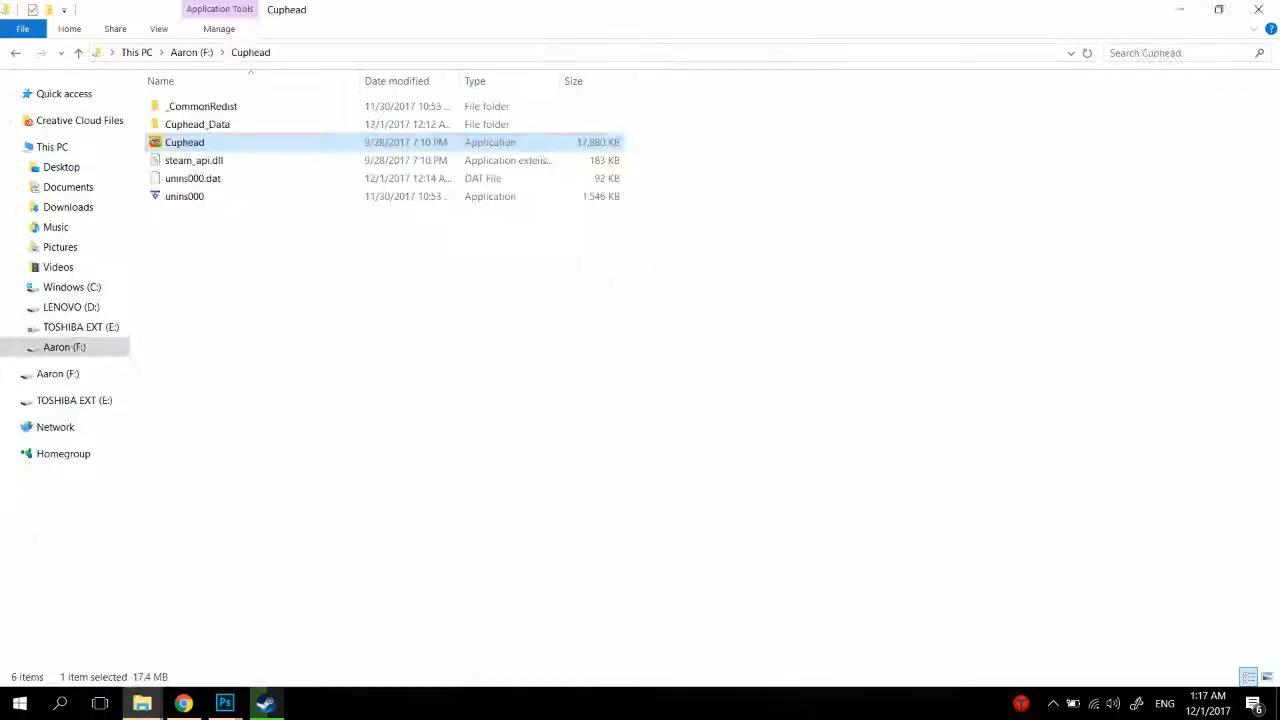 Application Tools Cuphead
File Home Share View Manage
This PC Aaron (F:) Cuphead Search Cuphead
Name Date modified Type Size
_CommonRedist 11/30/2017 10:53 ... File folder
Cuphead_Data 12/1/2017 12:12 A... File folder
Cuphead 9/28/2017 7:10 PM Application 17,880 KB
steam_api.dll 9/28/2017 7:10 PM Application extens... 183 KB
unins000.dat 12/1/2017 12:14 A... DAT File 92 KB
unins000 11/30/2017 10:53 ... Application 1,546 KB
Quick access
Creative Cloud Files
This PC
Desktop
Documents
Downloads
Music
Pictures
Videos
Windows (C:)
LENOVO (D:)
TOSHIBA EXT (E:)
Aaron (F:)
Aaron (F:)
TOSHIBA EXT (E:)
Network
Homegroup
6 items 1 item selected 17.4 MB
Ps
ENG
1:17 AM
12/1/2017
6